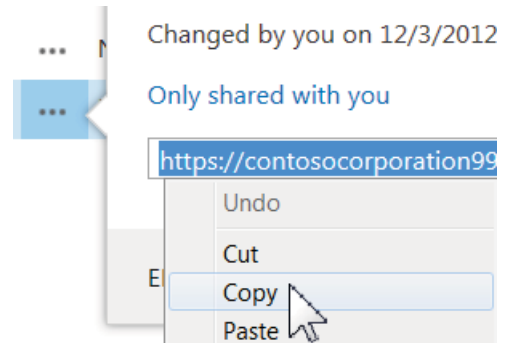 Changed by you on 12/3/2012
Only shared with you
https://contosocorporation99
Undo
Cut
Copy
Paste